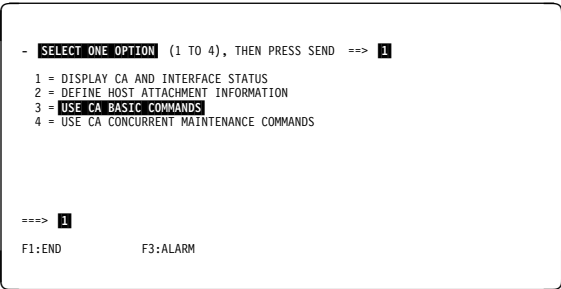 - SELECT ONE OPTION (1 TO 4), THEN PRESS SEND ==> 1
1 = DISPLAY CA AND INTERFACE STATUS
2 = DEFINE HOST ATTACHMENT INFORMATION
3 = USE CA BASIC COMMANDS
4 = USE CA CONCURRENT MAINTENANCE COMMANDS
===> 1
F1:END F3:ALARM